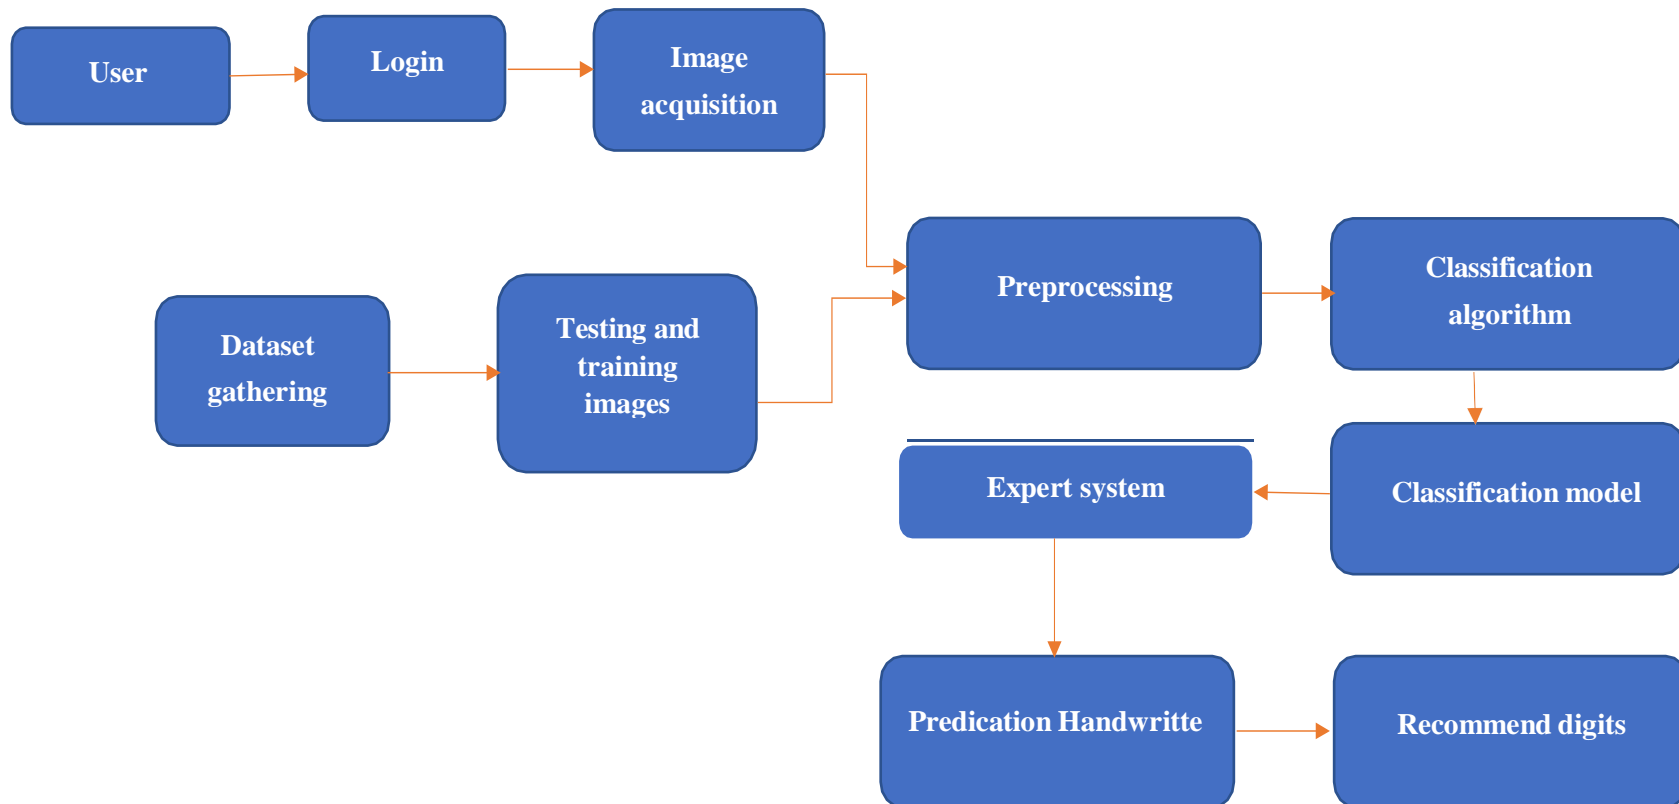 User
Login
Image
acquisition
Dataset
gathering
Testing and
training
images
Preprocessing
Classification
algorithm
Classification model
Expert system
Predication Handwritte
Recommend digits